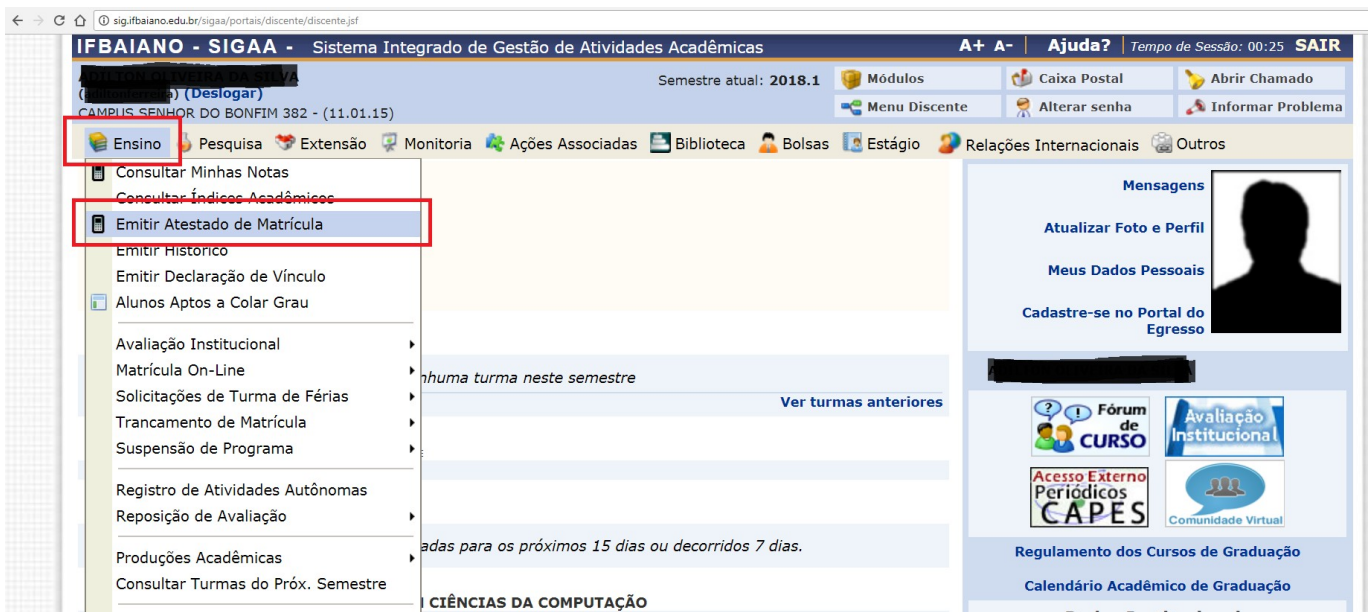 sig.ifbaiano.edu.br/sigaa/portais/discente/discente.jsf
IFBAIANO - SIGAA - Sistema Integrado de Gestão de Atividades Acadêmicas
A+ A- | Ajuda? | Tempo de Sessão: 00:25 SAIR
(Deslogar)
CAMPUS SENHOR DO BONFIM 382 - (11.01.15)
Semestre atual: 2018.1
Módulos
Caixa Postal
Abrir Chamado
Menu Discente
Alterar senha
Informar Problema
Ensino Pesquisa Extensão Monitoria Ações Associadas Biblioteca Bolsas Estágio Relações Internacionais Outros
Consultar Minhas Notas
Consultar Índices Acadêmicos
Emitir Atestado de Matrícula
Emitir Histórico
Emitir Declaração de Vínculo
Alunos Aptos a Colar Grau
Avaliação Institucional
Matrícula On-Line
Solicitações de Turma de Férias
Trancamento de Matrícula
Suspensão de Programa
Registro de Atividades Autônomas
Reposição de Avaliação
Produções Acadêmicas
Consultar Turmas do Próx. Semestre
turma neste semestre
Ver turmas anteriores
para os próximos 15 dias ou decorridos 7 dias.
CIÊNCIAS DA COMPUTAÇÃO
Mensagens
Atualizar Foto e Perfil
Meus Dados Pessoais
Cadastre-se no Portal do
Egresso
Fórum
de
CURSO
Avaliação
Institucional
Acesso Externo
Periódicos
CAPES
Comunidade Virtual
Regulamento dos Cursos de Graduação
Calendário Acadêmico de Graduação